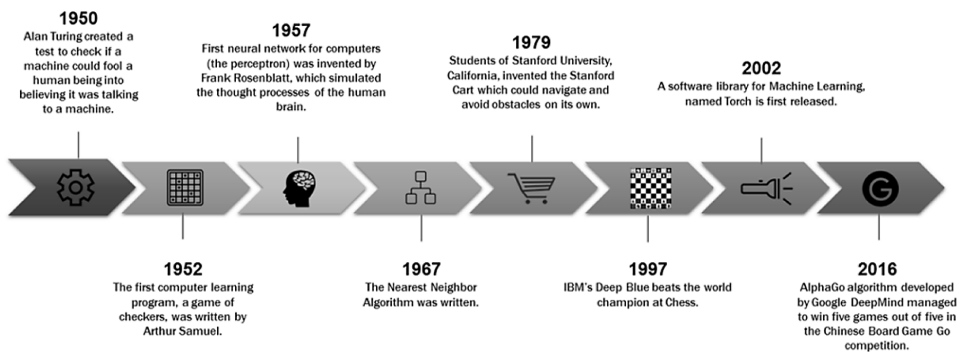 1950
Alan Turing created a
test to check if a
machine could fool a
human being into
believing it was talking
to a machine.
1957
First neural network for computers
(the perceptron) was invented by
Frank Rosenblatt, which simulated
the thought processes of the human
brain.
1979
Students of Stanford University,
California, invented the Stanford
Cart which could navigate and
avoid obstacles on its own.
2002
A software library for Machine Learning,
named Torch is first released.
G
1952
The first computer learning
program, a game of
checkers, was written by
Arthur Samuel.
1967
The Nearest Neighbor
Algorithm was written.
1997
IBM's Deep Blue beats the world
champion at Chess.
2016
AlphaGo algorithm developed
by Google DeepMind managed
to win five games out of five in
the Chinese Board Game Go
competition.